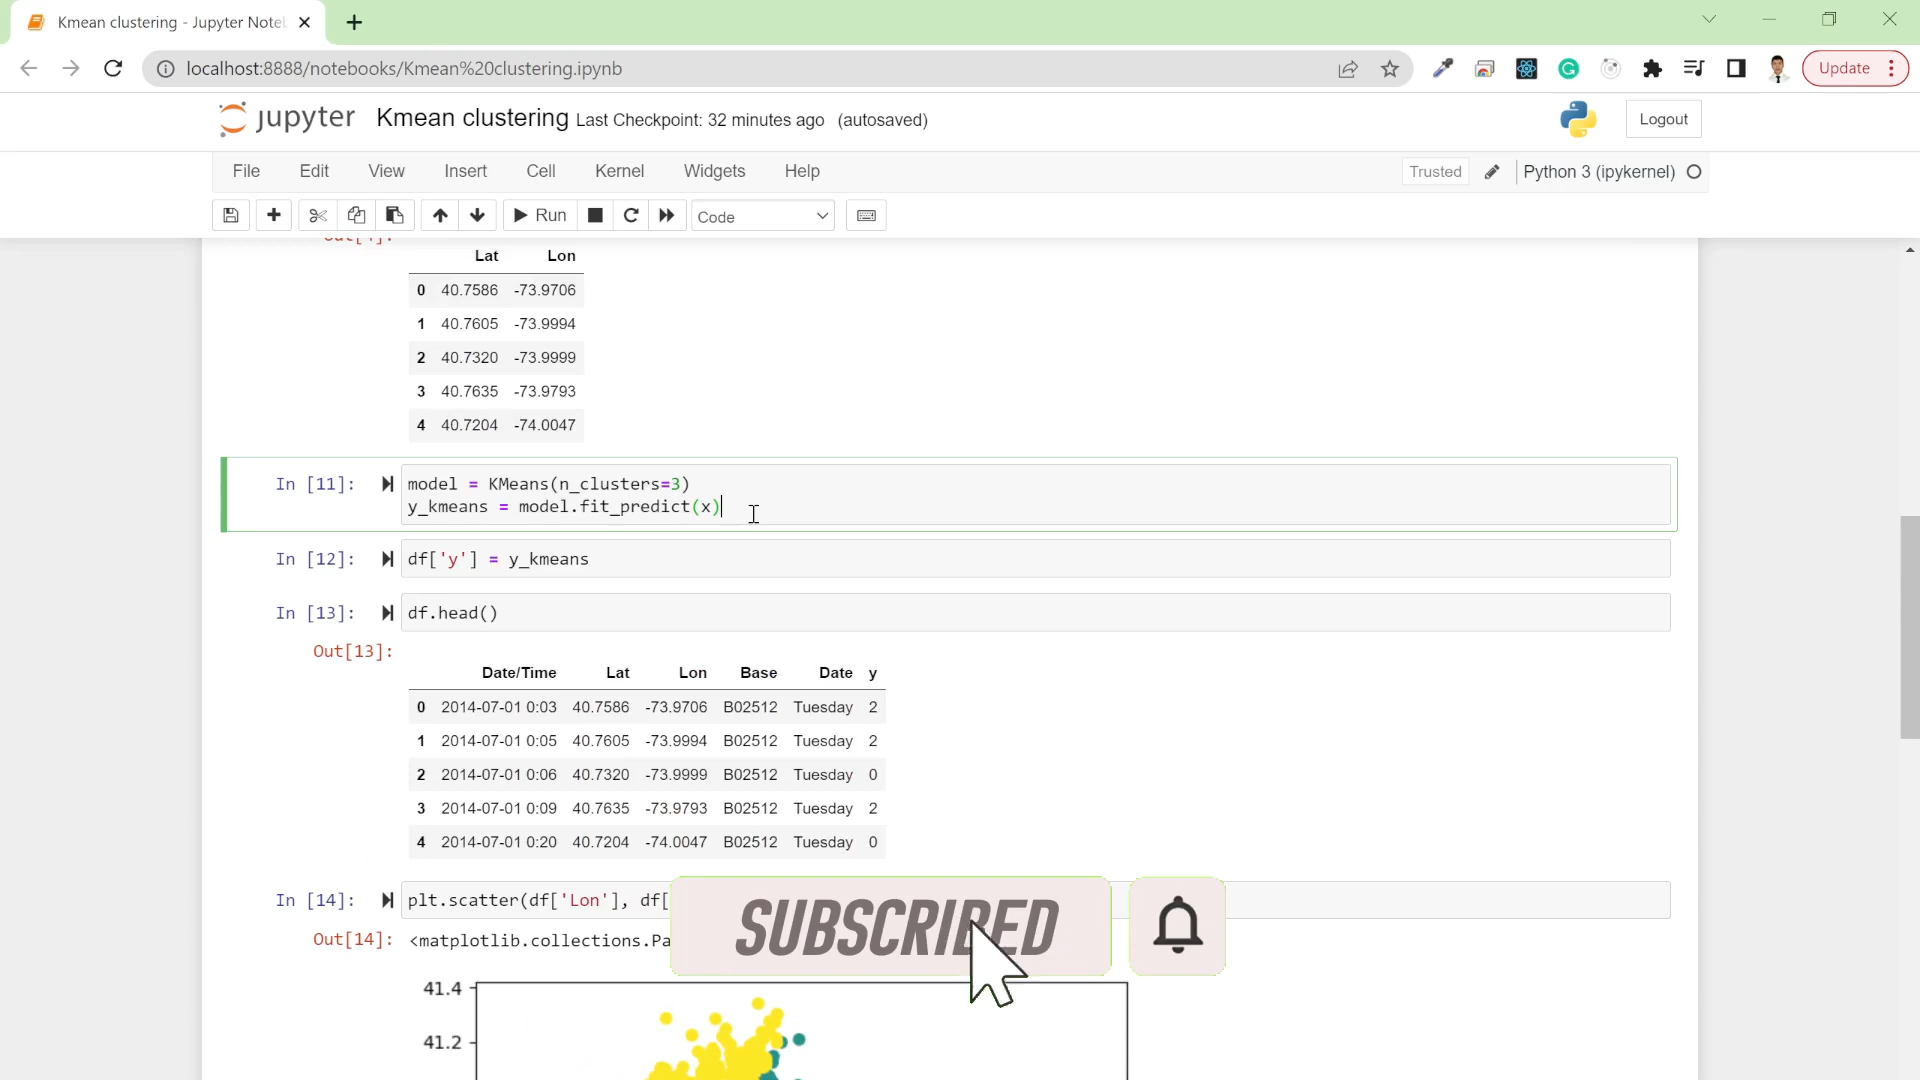 Kmean clustering - Jupyter Note
localhost:8888/notebooks/Kmean%20clustering.ipynb
Update
jupyter Kmean clustering Last Checkpoint: 32 minutes ago (autosaved)
Logout
File Edit View Insert Cell Kernel Widgets Help
Trusted Python 3 (ipykernel)
Run Code
Lat Lon
0 40.7586 -73.9706
1 40.7605 -73.9994
2 40.7320 -73.9999
3 40.7635 -73.9793
4 40.7204 -74.0047
In [11]: model = KMeans(n_clusters=3)
y_kmeans = model.fit_predict(x)
In [12]: df['y'] = y_kmeans
In [13]: df.head()
Out[13]:
Date/Time Lat Lon Base Date y
0 2014-07-01 0:03 40.7586 -73.9706 B02512 Tuesday 2
1 2014-07-01 0:05 40.7605 -73.9994 B02512 Tuesday 2
2 2014-07-01 0:06 40.7320 -73.9999 B02512 Tuesday 0
3 2014-07-01 0:09 40.7635 -73.9793 B02512 Tuesday 2
4 2014-07-01 0:20 40.7204 -74.0047 B02512 Tuesday 0
In [14]: plt.scatter(df['Lon'], df[
SUBSCRIBED
Out[14]: <matplotlib.collections.Pa
41.4
41.2